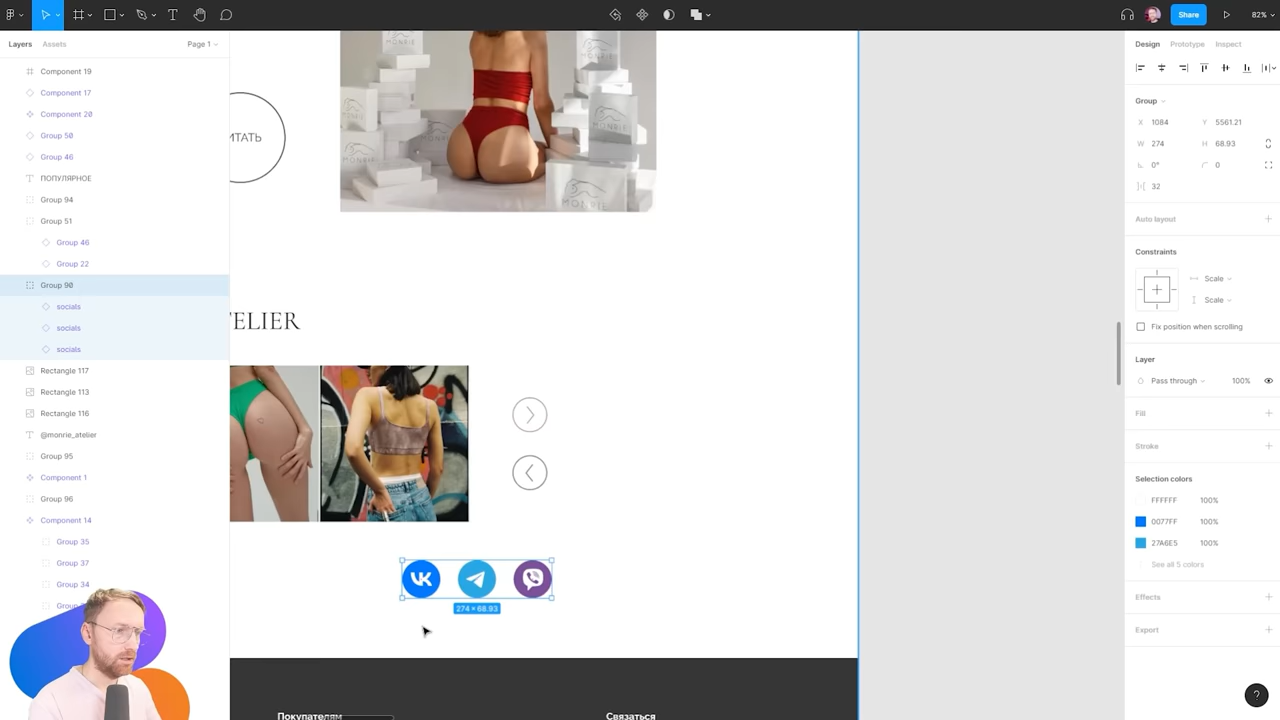 Share
82%
Layers
Assets
Page 1
Component 19
Component 17
Component 20
Group 50
Group 46
ПОПУЛЯРНОЕ
Group 94
Group 51
Group 46
Group 22
Group 90
socials
socials
socials
Rectangle 117
Rectangle 113
Rectangle 116
@monrie_atelier
Group 95
Component 1
Group 96
Component 14
Group 35
Group 37
Group 34
ИТАТЬ
MONRIE
MONRIE
MONRIE
MONRIE
TELIER
274 × 68.93
Покупателям
Связаться
Design
Prototype
Inspect
Group
X 1084
Y 5561.21
W 274
H 68.93
0°
0
32
Auto layout
Constraints
Scale
Scale
Fix position when scrolling
Layer
Pass through
100%
Fill
Stroke
Selection colors
FFFFFF 100%
0077FF 100%
27A6E5 100%
See all 5 colors
Effects
Export
?